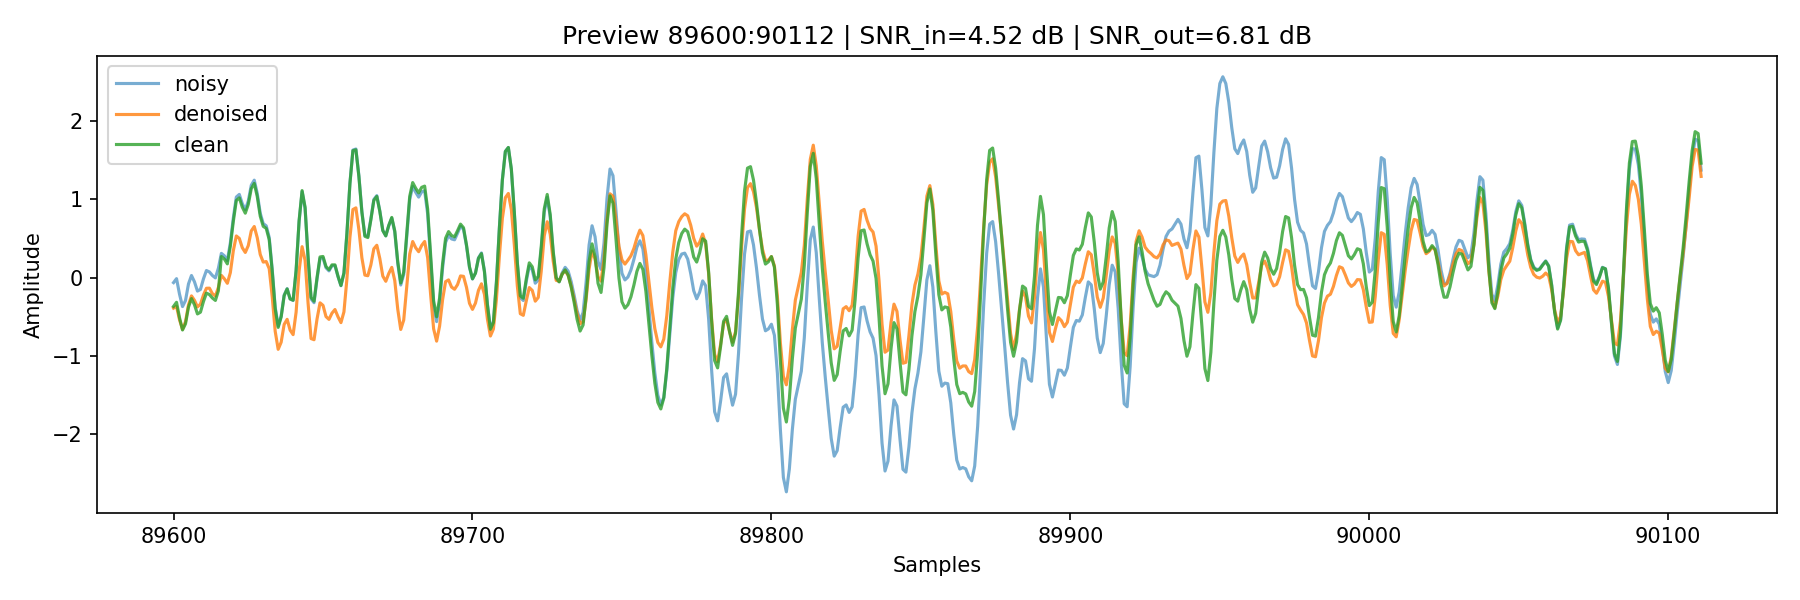 Preview 89600:90112 | SNR_in=4.52 dB | SNR_out=6.81 dB
noisy
denoised
clean
Amplitude
2
1
0
−1
−2
89600 89700 89800 89900 90000 90100
Samples